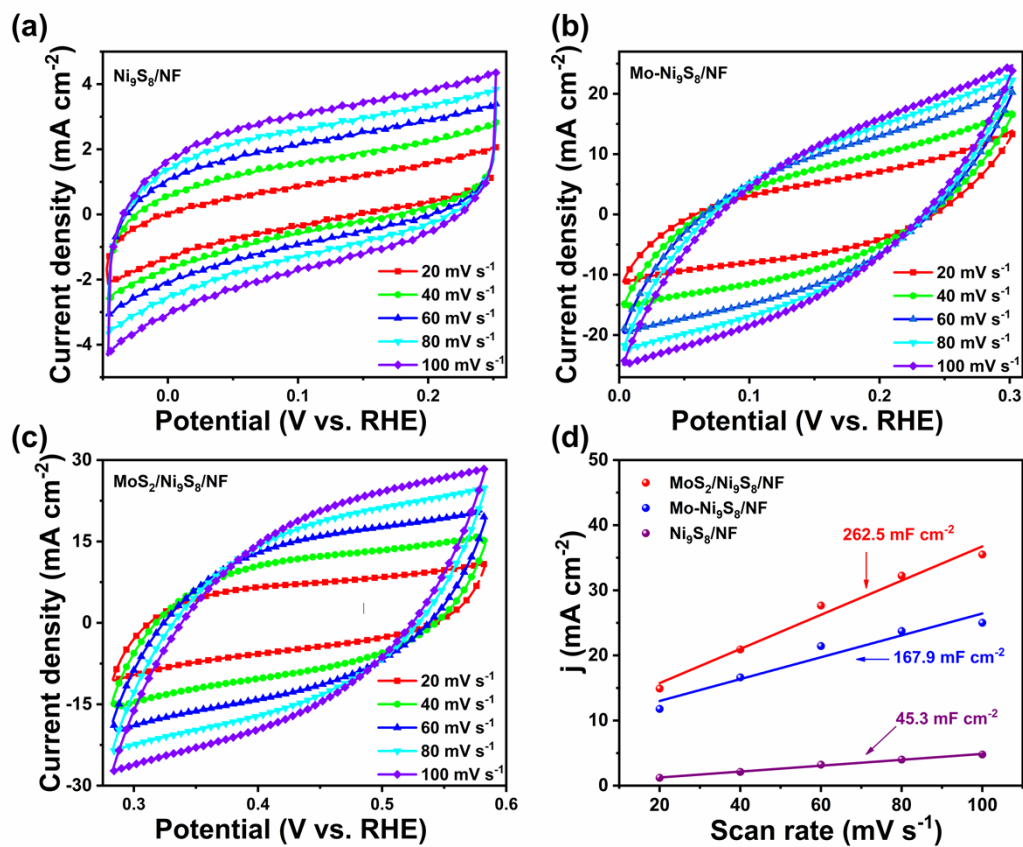 (a)
Ni₉S₈/NF
4
2
0
-2
-4
Current density (mA cm⁻²)
20 mV s⁻¹
40 mV s⁻¹
60 mV s⁻¹
80 mV s⁻¹
100 mV s⁻¹
0.0 0.1 0.2
Potential (V vs. RHE)
(b)
Mo-Ni₉S₈/NF
20
10
0
-10
-20
Current density (mA cm⁻²)
20 mV s⁻¹
40 mV s⁻¹
60 mV s⁻¹
80 mV s⁻¹
100 mV s⁻¹
0.0 0.1 0.2 0.3
Potential (V vs. RHE)
(c)
MoS₂/Ni₉S₈/NF
30
15
0
-15
-30
Current density (mA cm⁻²)
20 mV s⁻¹
40 mV s⁻¹
60 mV s⁻¹
80 mV s⁻¹
100 mV s⁻¹
0.3 0.4 0.5 0.6
Potential (V vs. RHE)
(d)
MoS₂/Ni₉S₈/NF
Mo-Ni₉S₈/NF
Ni₉S₈/NF
50
40
30
20
10
0
j (mA cm⁻²)
262.5 mF cm⁻²
167.9 mF cm⁻²
45.3 mF cm⁻²
20 40 60 80 100
Scan rate (mV s⁻¹)